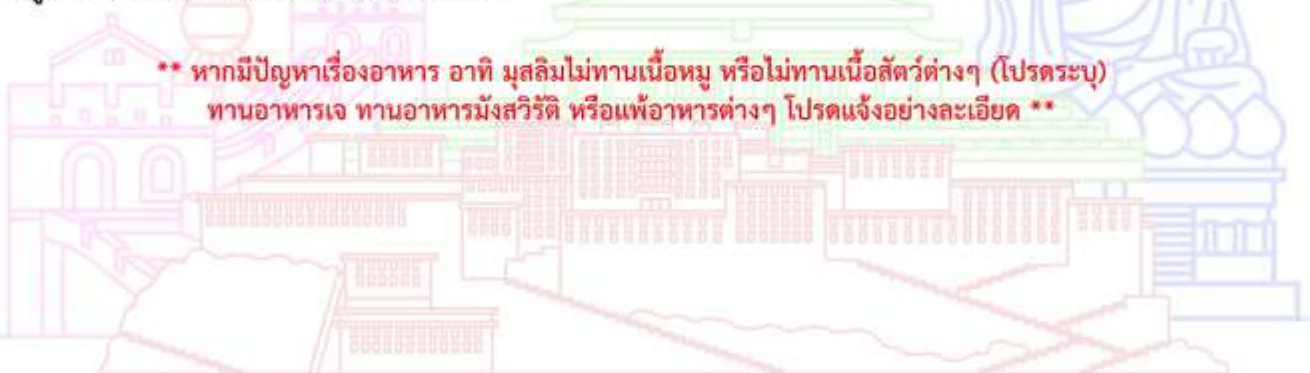 ** หากมีปัญหาเรื่องอาหาร อาทิ มุสลิมไม่ทานเนื้อหมู หรือไม่ทานเนื้อสัตว์ต่างๆ (โปรดระบุ)
ทานอาหารเจ ทานอาหารมังสวิรัติ หรือแพ้อาหารต่างๆ โปรดแจ้งอย่างละเอียด **